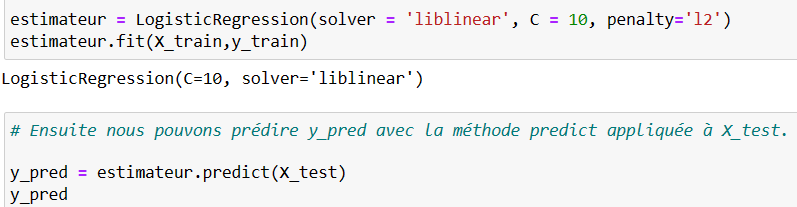 estimateur = LogisticRegression(solver = 'liblinear', C = 10, penalty='l2')
estimateur.fit(X_train,y_train)
LogisticRegression(C=10, solver='liblinear')
# Ensuite nous pouvons prédire y_pred avec la méthode predict appliquée à X_test.
y_pred = estimateur.predict(X_test)
y_pred